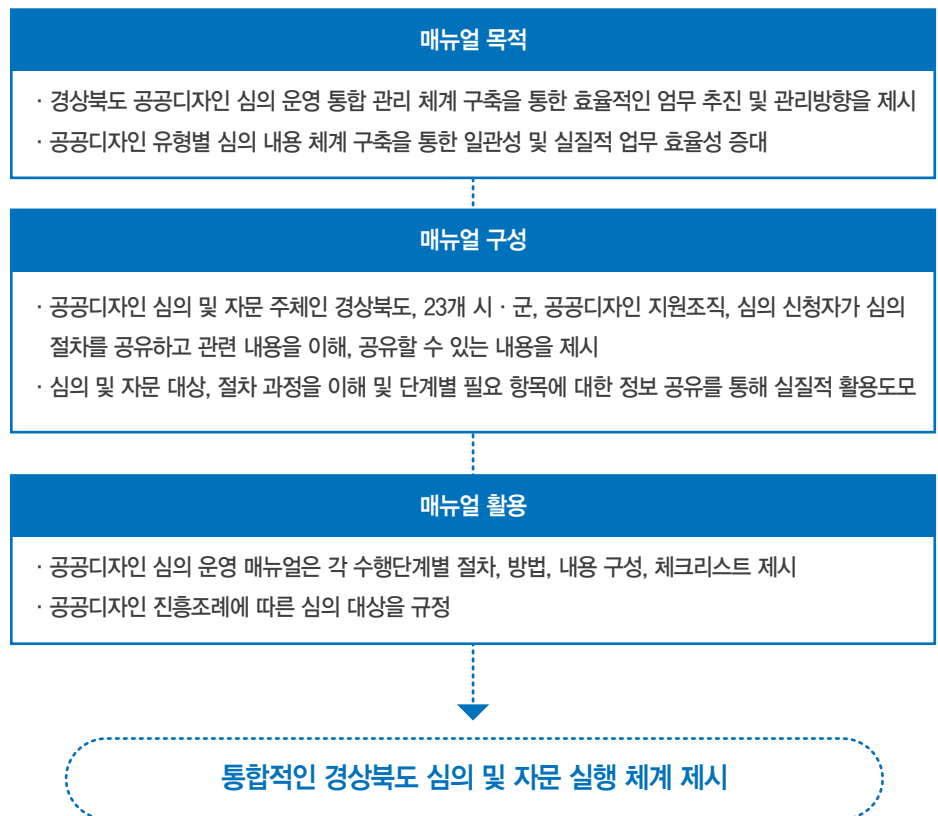 매뉴얼 목적
· 경상북도 공공디자인 심의 운영 통합 관리 체계 구축을 통한 효율적인 엄무 추진 및 관리방향을 제시
· 공공디자인 유형별 심의 내용 체계 구축을 통한 일관성 및 실질적 업무 효율성 증대
매뉴얼 구성
· 공공디자인 심의 및 자문 주체인 경상북도, 23개 시 · 군, 공공디자인 지원조직, 심의 신청자가 심의
절차를 공유하고 관련 내용을 이해, 공유할 수 있는 내용을 제시
· 심의 및 자문 대상, 절차 과정을 이해 및 단계별 필요 항목에 대한 정보 공유를 통해 실질적 활용도모
매뉴얼 활용
· 공공디자인 심의 운영 매뉴얼은 각 수행단계별 절차, 방법, 내용 구성, 체크리스트 제시
· 공공디자인 진흥조례에 따른 심의 대상을 규정
통합적인 경상북도 심의 및 자문 실행 체계 제시